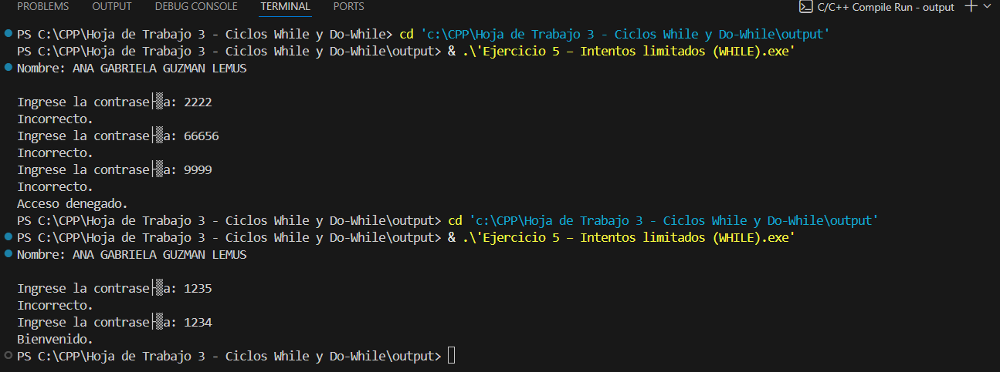 PROBLEMS OUTPUT DEBUG CONSOLE TERMINAL PORTS C/C++ Compile Run - output
PS C:\CPP\Hoja de Trabajo 3 - Ciclos While y Do-While> cd 'c:\CPP\Hoja de Trabajo 3 - Ciclos While y Do-While\output'
PS C:\CPP\Hoja de Trabajo 3 - Ciclos While y Do-While\output> & .\'Ejercicio 5 – Intentos limitados (WHILE).exe'
Nombre: ANA GABRIELA GUZMAN LEMUS
Ingrese la contrase├▒a: 2222
Incorrecto.
Ingrese la contrase├▒a: 66656
Incorrecto.
Ingrese la contrase├▒a: 9999
Incorrecto.
Acceso denegado.
PS C:\CPP\Hoja de Trabajo 3 - Ciclos While y Do-While\output> cd 'c:\CPP\Hoja de Trabajo 3 - Ciclos While y Do-While\output'
PS C:\CPP\Hoja de Trabajo 3 - Ciclos While y Do-While\output> & .\'Ejercicio 5 – Intentos limitados (WHILE).exe'
Nombre: ANA GABRIELA GUZMAN LEMUS
Ingrese la contrase├▒a: 1235
Incorrecto.
Ingrese la contrase├▒a: 1234
Bienvenido.
PS C:\CPP\Hoja de Trabajo 3 - Ciclos While y Do-While\output>